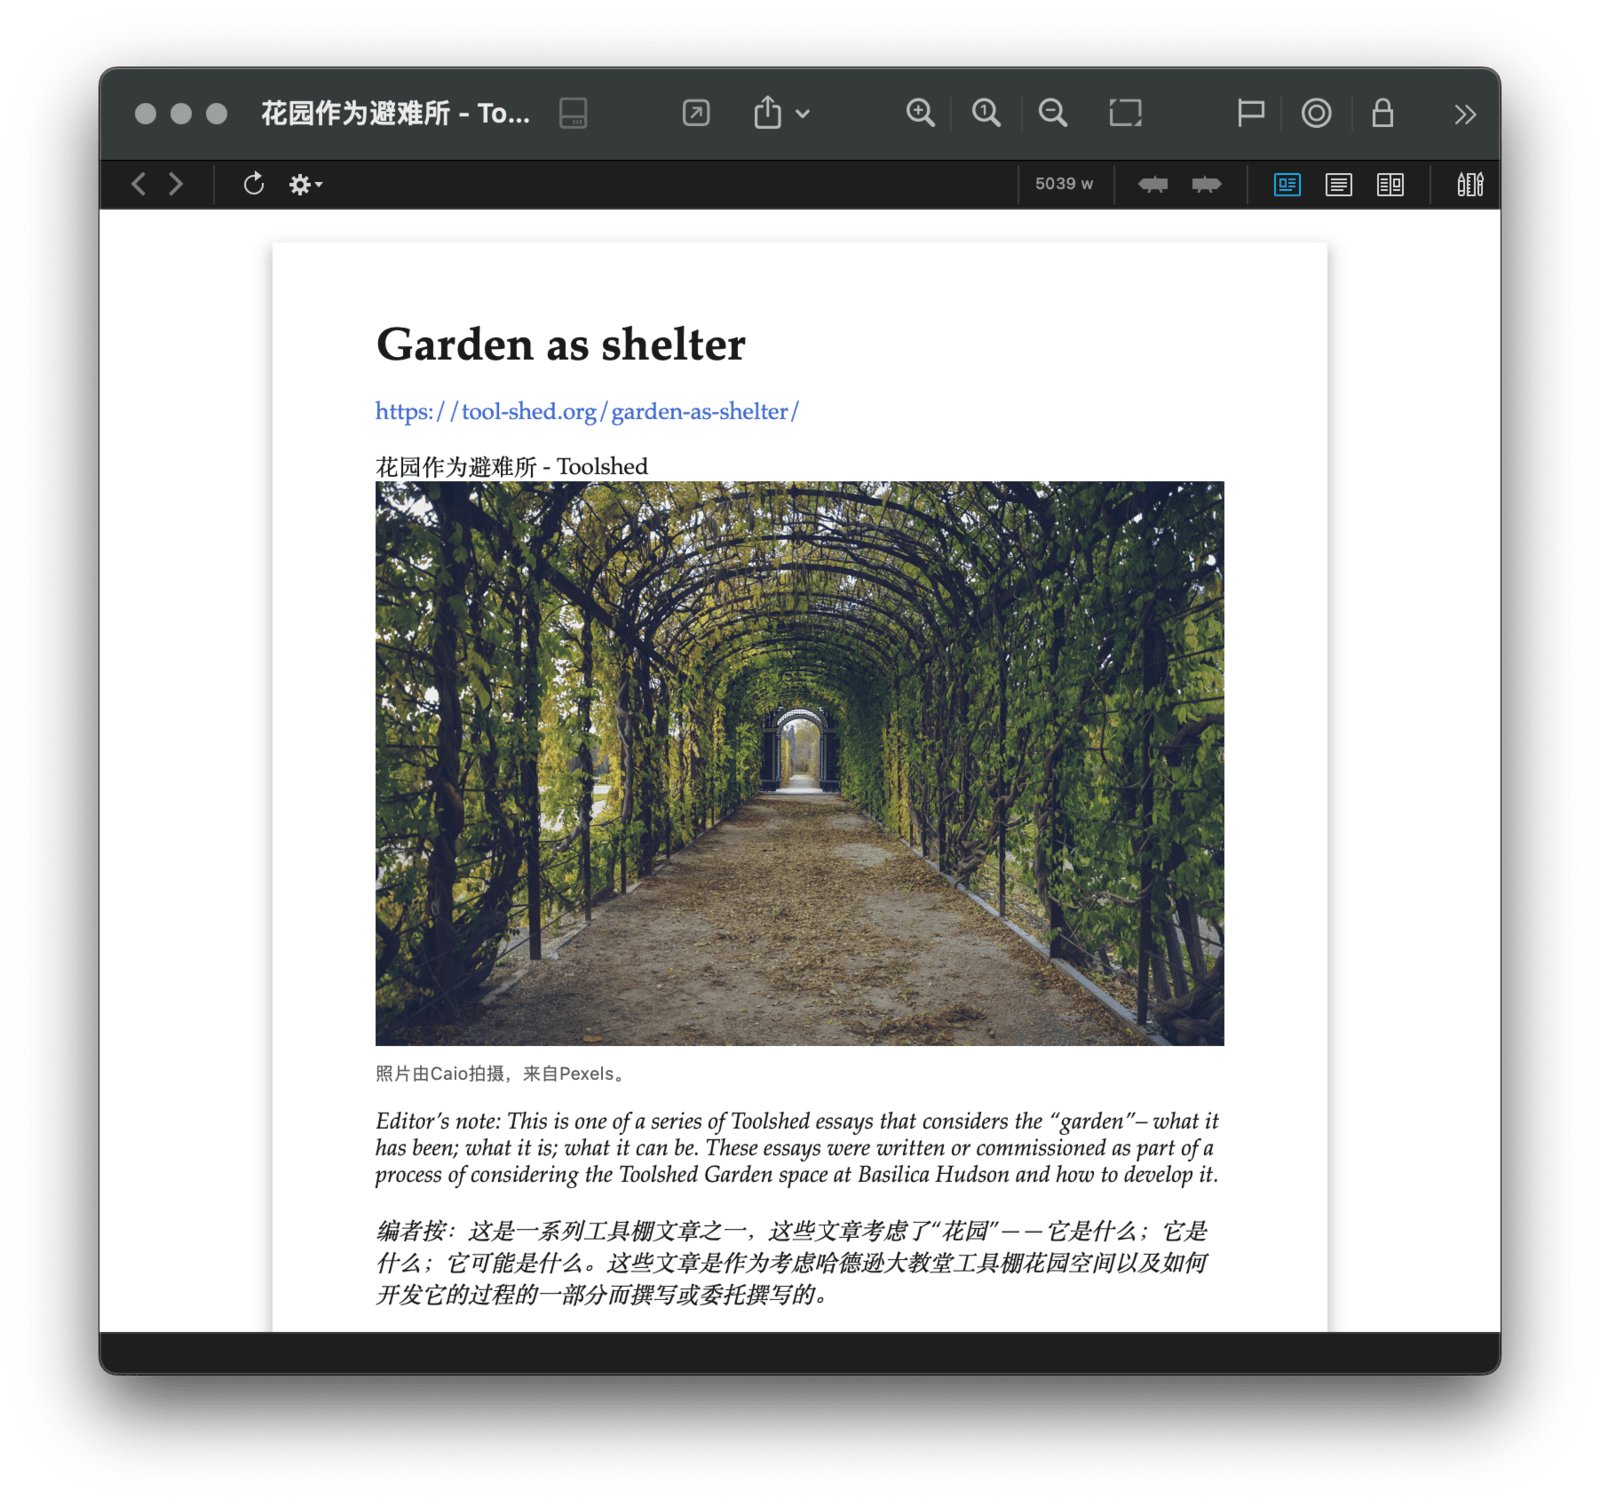 花园作为避难所 - To...
5039 w
Garden as shelter
https://tool-shed.org/garden-as-shelter/
花园作为避难所 - Toolshed
照片由Caio拍摄，来自Pexels。
Editor’s note: This is one of a series of Toolshed essays that considers the “garden”– what it
has been; what it is; what it can be. These essays were written or commissioned as part of a
process of considering the Toolshed Garden space at Basilica Hudson and how to develop it.
编者按：这是一系列工具棚文章之一，这些文章考虑了“花园”——它是什么；它是
什么；它可能是什么。这些文章是作为考虑哈德逊大教堂工具棚花园空间以及如何
开发它的过程的一部分而撰写或委托撰写的。